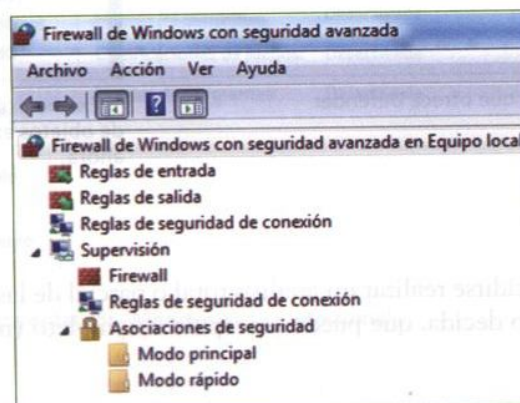 Firewall de Windows con seguridad avanzada
Archivo Acción Ver Ayuda
Firewall de Windows con seguridad avanzada en Equipo local
Reglas de entrada
Reglas de salida
Reglas de seguridad de conexión
Supervisión
Firewall
Reglas de seguridad de conexión
Asociaciones de seguridad
Modo principal
Modo rápido